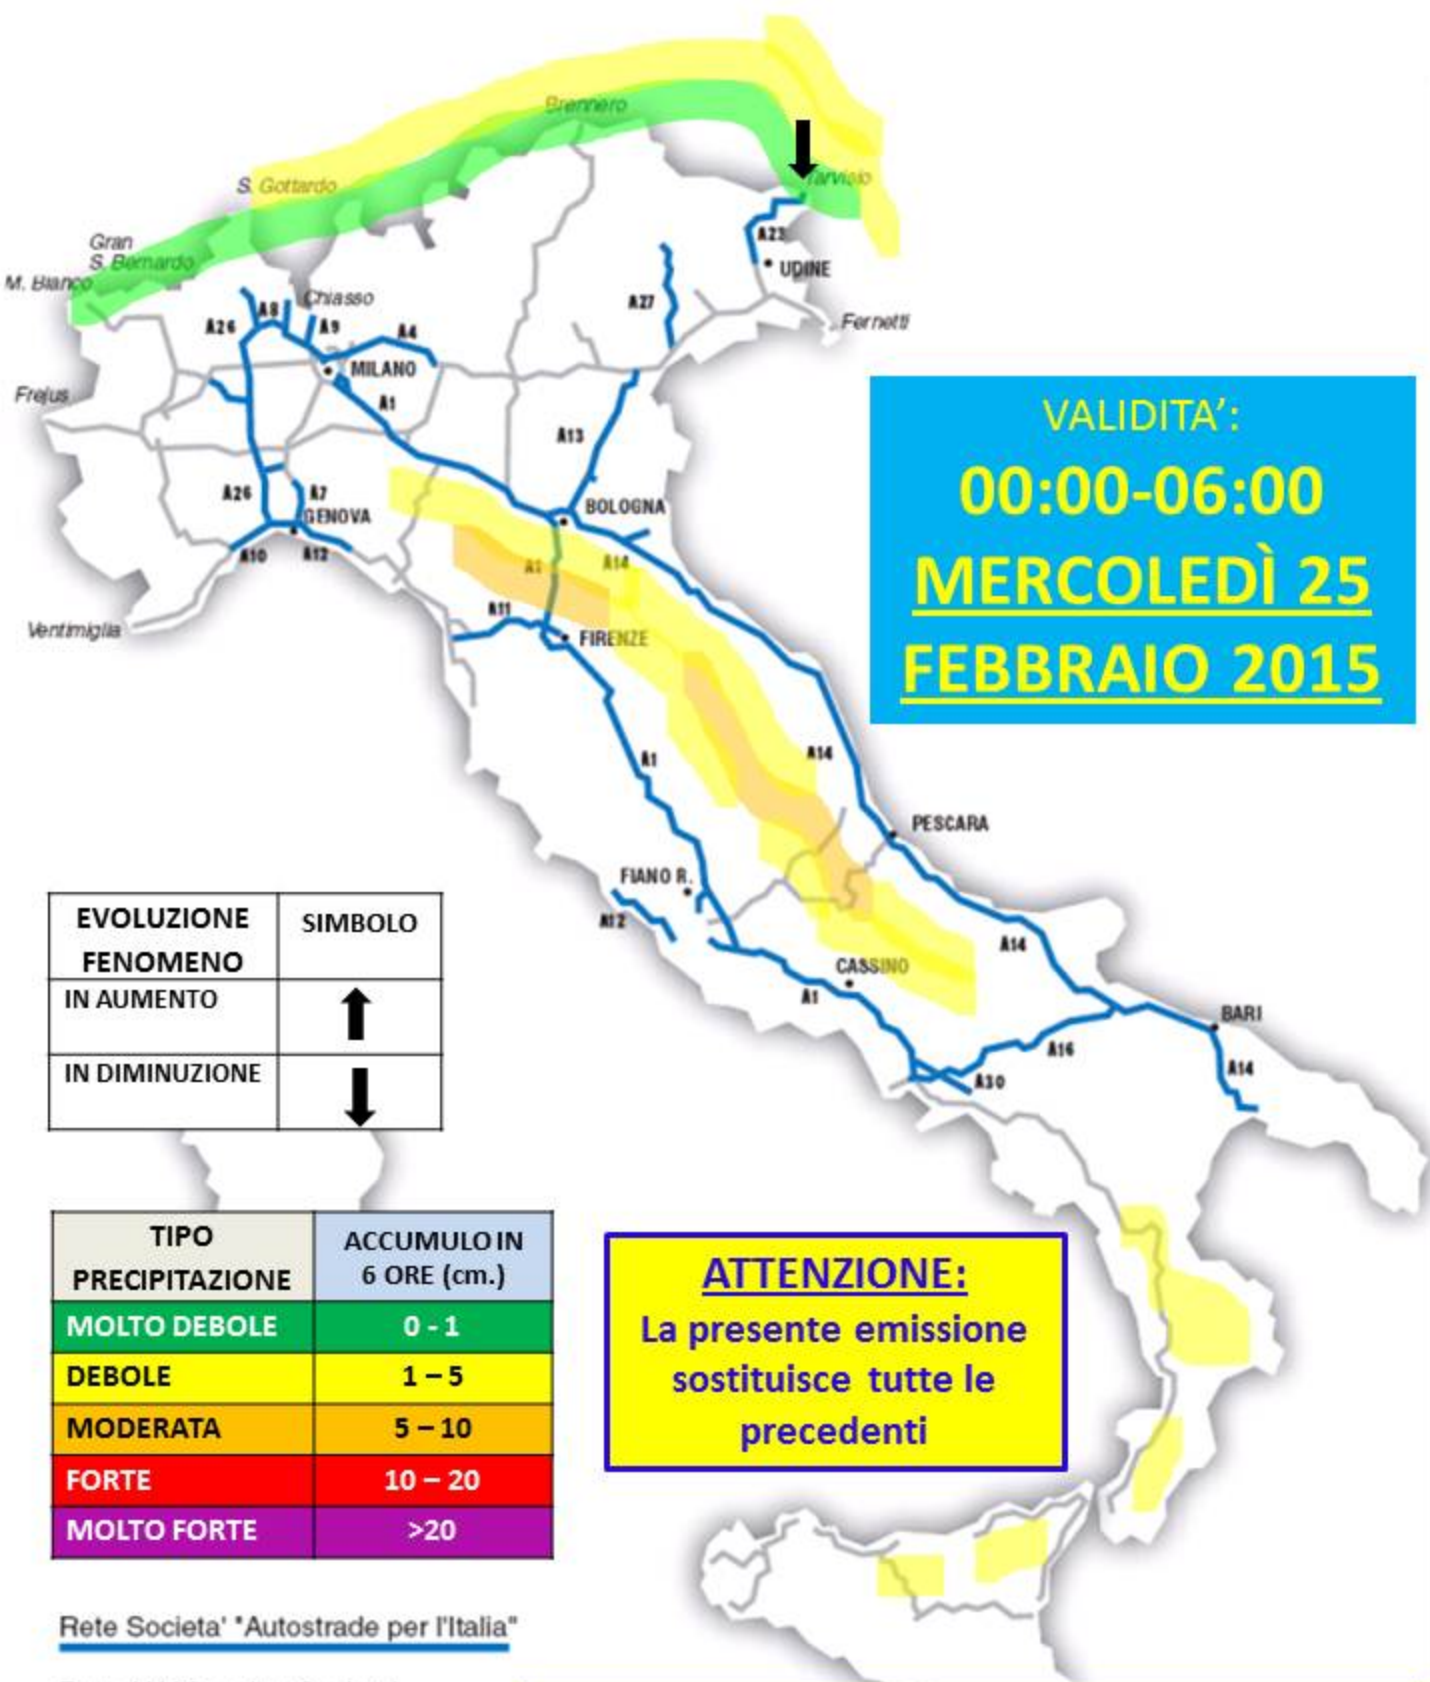 Brennero
S. Gottardo
Tarvisio
Gran
S. Bernardo
M. Bianco
A23
UDINE
Chiasso
A8
A26
A9
A4
A27
Fernetti
MILANO
Frejus
A1
A13
VALIDITA’:
00:00-06:00
MERCOLEDÌ 25
FEBBRAIO 2015
A26
A7
GENOVA
BOLOGNA
A10
A12
A1
A14
A11
FIRENZE
Ventimiglia
A1
A14
PESCARA
FIANO R.
A12
A14
CASSINO
A1
BARI
A16
A30
A14
EVOLUZIONE
FENOMENO
SIMBOLO
IN AUMENTO
IN DIMINUZIONE
TIPO
PRECIPITAZIONE
ACCUMULO IN
6 ORE (cm.)
MOLTO DEBOLE 0 - 1
DEBOLE 1 – 5
MODERATA 5 – 10
FORTE 10 – 20
MOLTO FORTE >20
ATTENZIONE:
La presente emissione
sostituisce tutte le
precedenti
Rete Societa' "Autostrade per l'Italia"